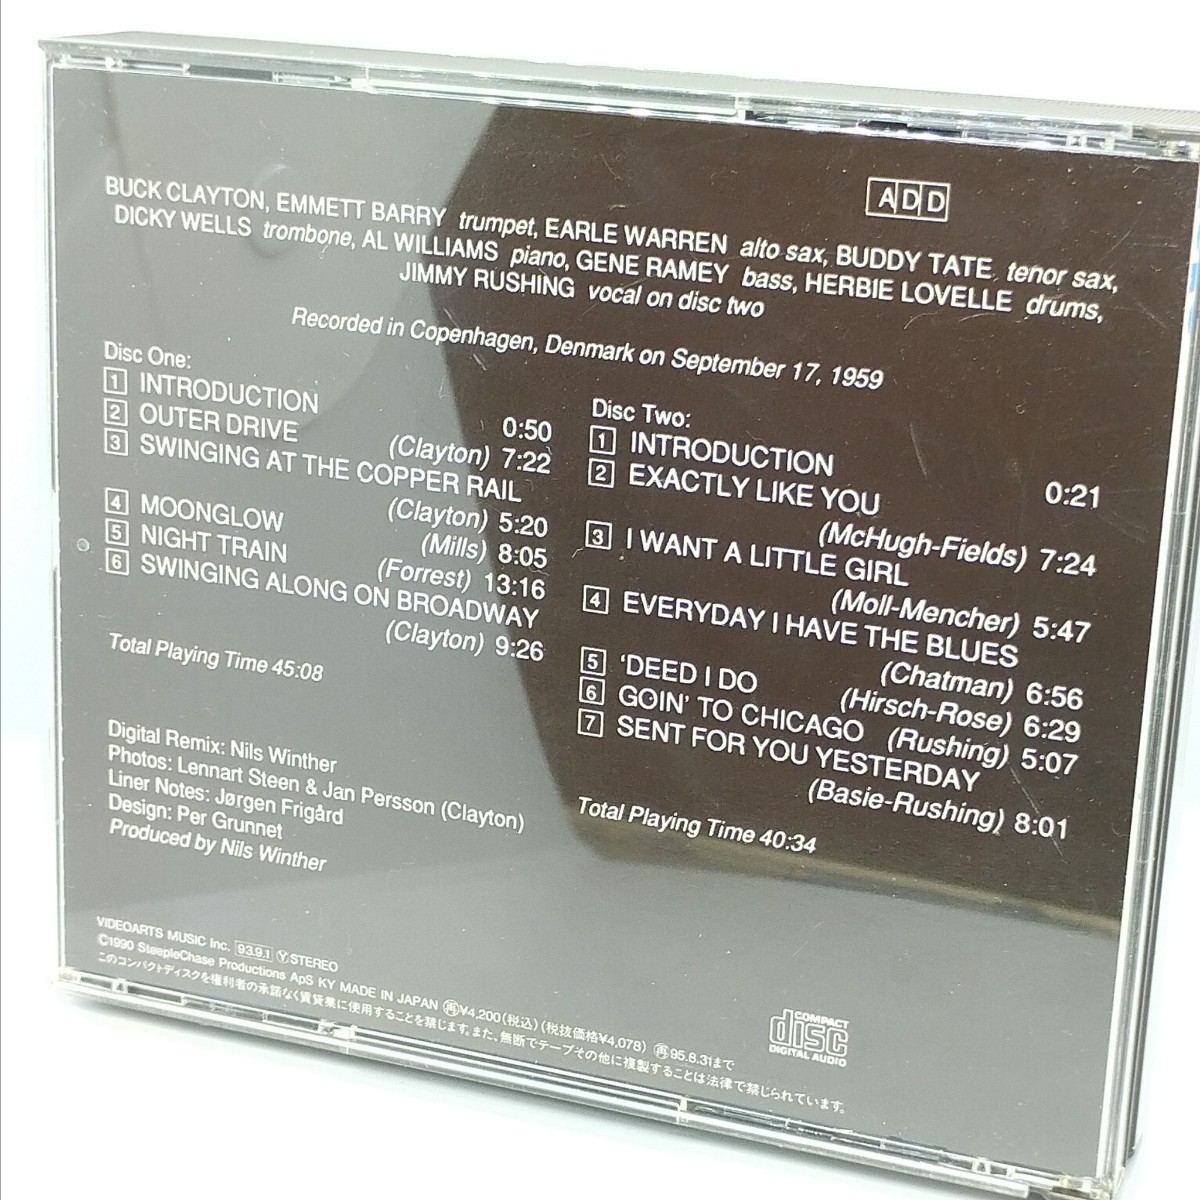 ADD
BUCK CLAYTON, EMMETT BARRY trumpet, EARLE WARREN alto sax, BUDDY TATE tenor sax,
DICKY WELLS trombone, AL WILLIAMS piano, GENE RAMEY bass, HERBIE LOVELLE drums,
JIMMY RUSHING vocal on disc two
Recorded in Copenhagen, Denmark on September 17, 1959
Disc One:
1 INTRODUCTION
0:50
2 OUTER DRIVE
(Clayton) 7:22
3 SWINGING AT THE COPPER RAIL
(Clayton) 5:20
4 MOONGLOW
(Mills) 8:05
5 NIGHT TRAIN
(Forrest) 13:16
6 SWINGING ALONG ON BROADWAY
(Clayton) 9:26
Total Playing Time 45:08
Disc Two:
1 INTRODUCTION
0:21
2 EXACTLY LIKE YOU
(McHugh-Fields) 7:24
3 I WANT A LITTLE GIRL
(Moll-Mencher) 5:47
4 EVERYDAY I HAVE THE BLUES
(Chatman) 6:56
5 'DEED I DO
(Hirsch-Rose) 6:29
6 GOIN' TO CHICAGO (Rushing) 5:07
7 SENT FOR YOU YESTERDAY
(Basie-Rushing) 8:01
Total Playing Time 40:34
Digital Remix: Nils Winther
Photos: Lennart Steen & Jan Persson (Clayton)
Liner Notes: Jørgen Frigård
Design: Per Grunnet
Produced by Nils Winther
VIDEOARTS MUSIC Inc. 93.9.1 Ⓨ STEREO
©1990 SteepleChase Productions ApS KY MADE IN JAPAN 再¥4,200(税込)(税抜価格¥4,078) 再95.8.31まで
このコンパクトディスクを権利者の承諾なく賃貸業に使用することを禁じます。また、無断でテープその他に複製することは法律で禁じられています。
COMPACT
disc
DIGITAL AUDIO